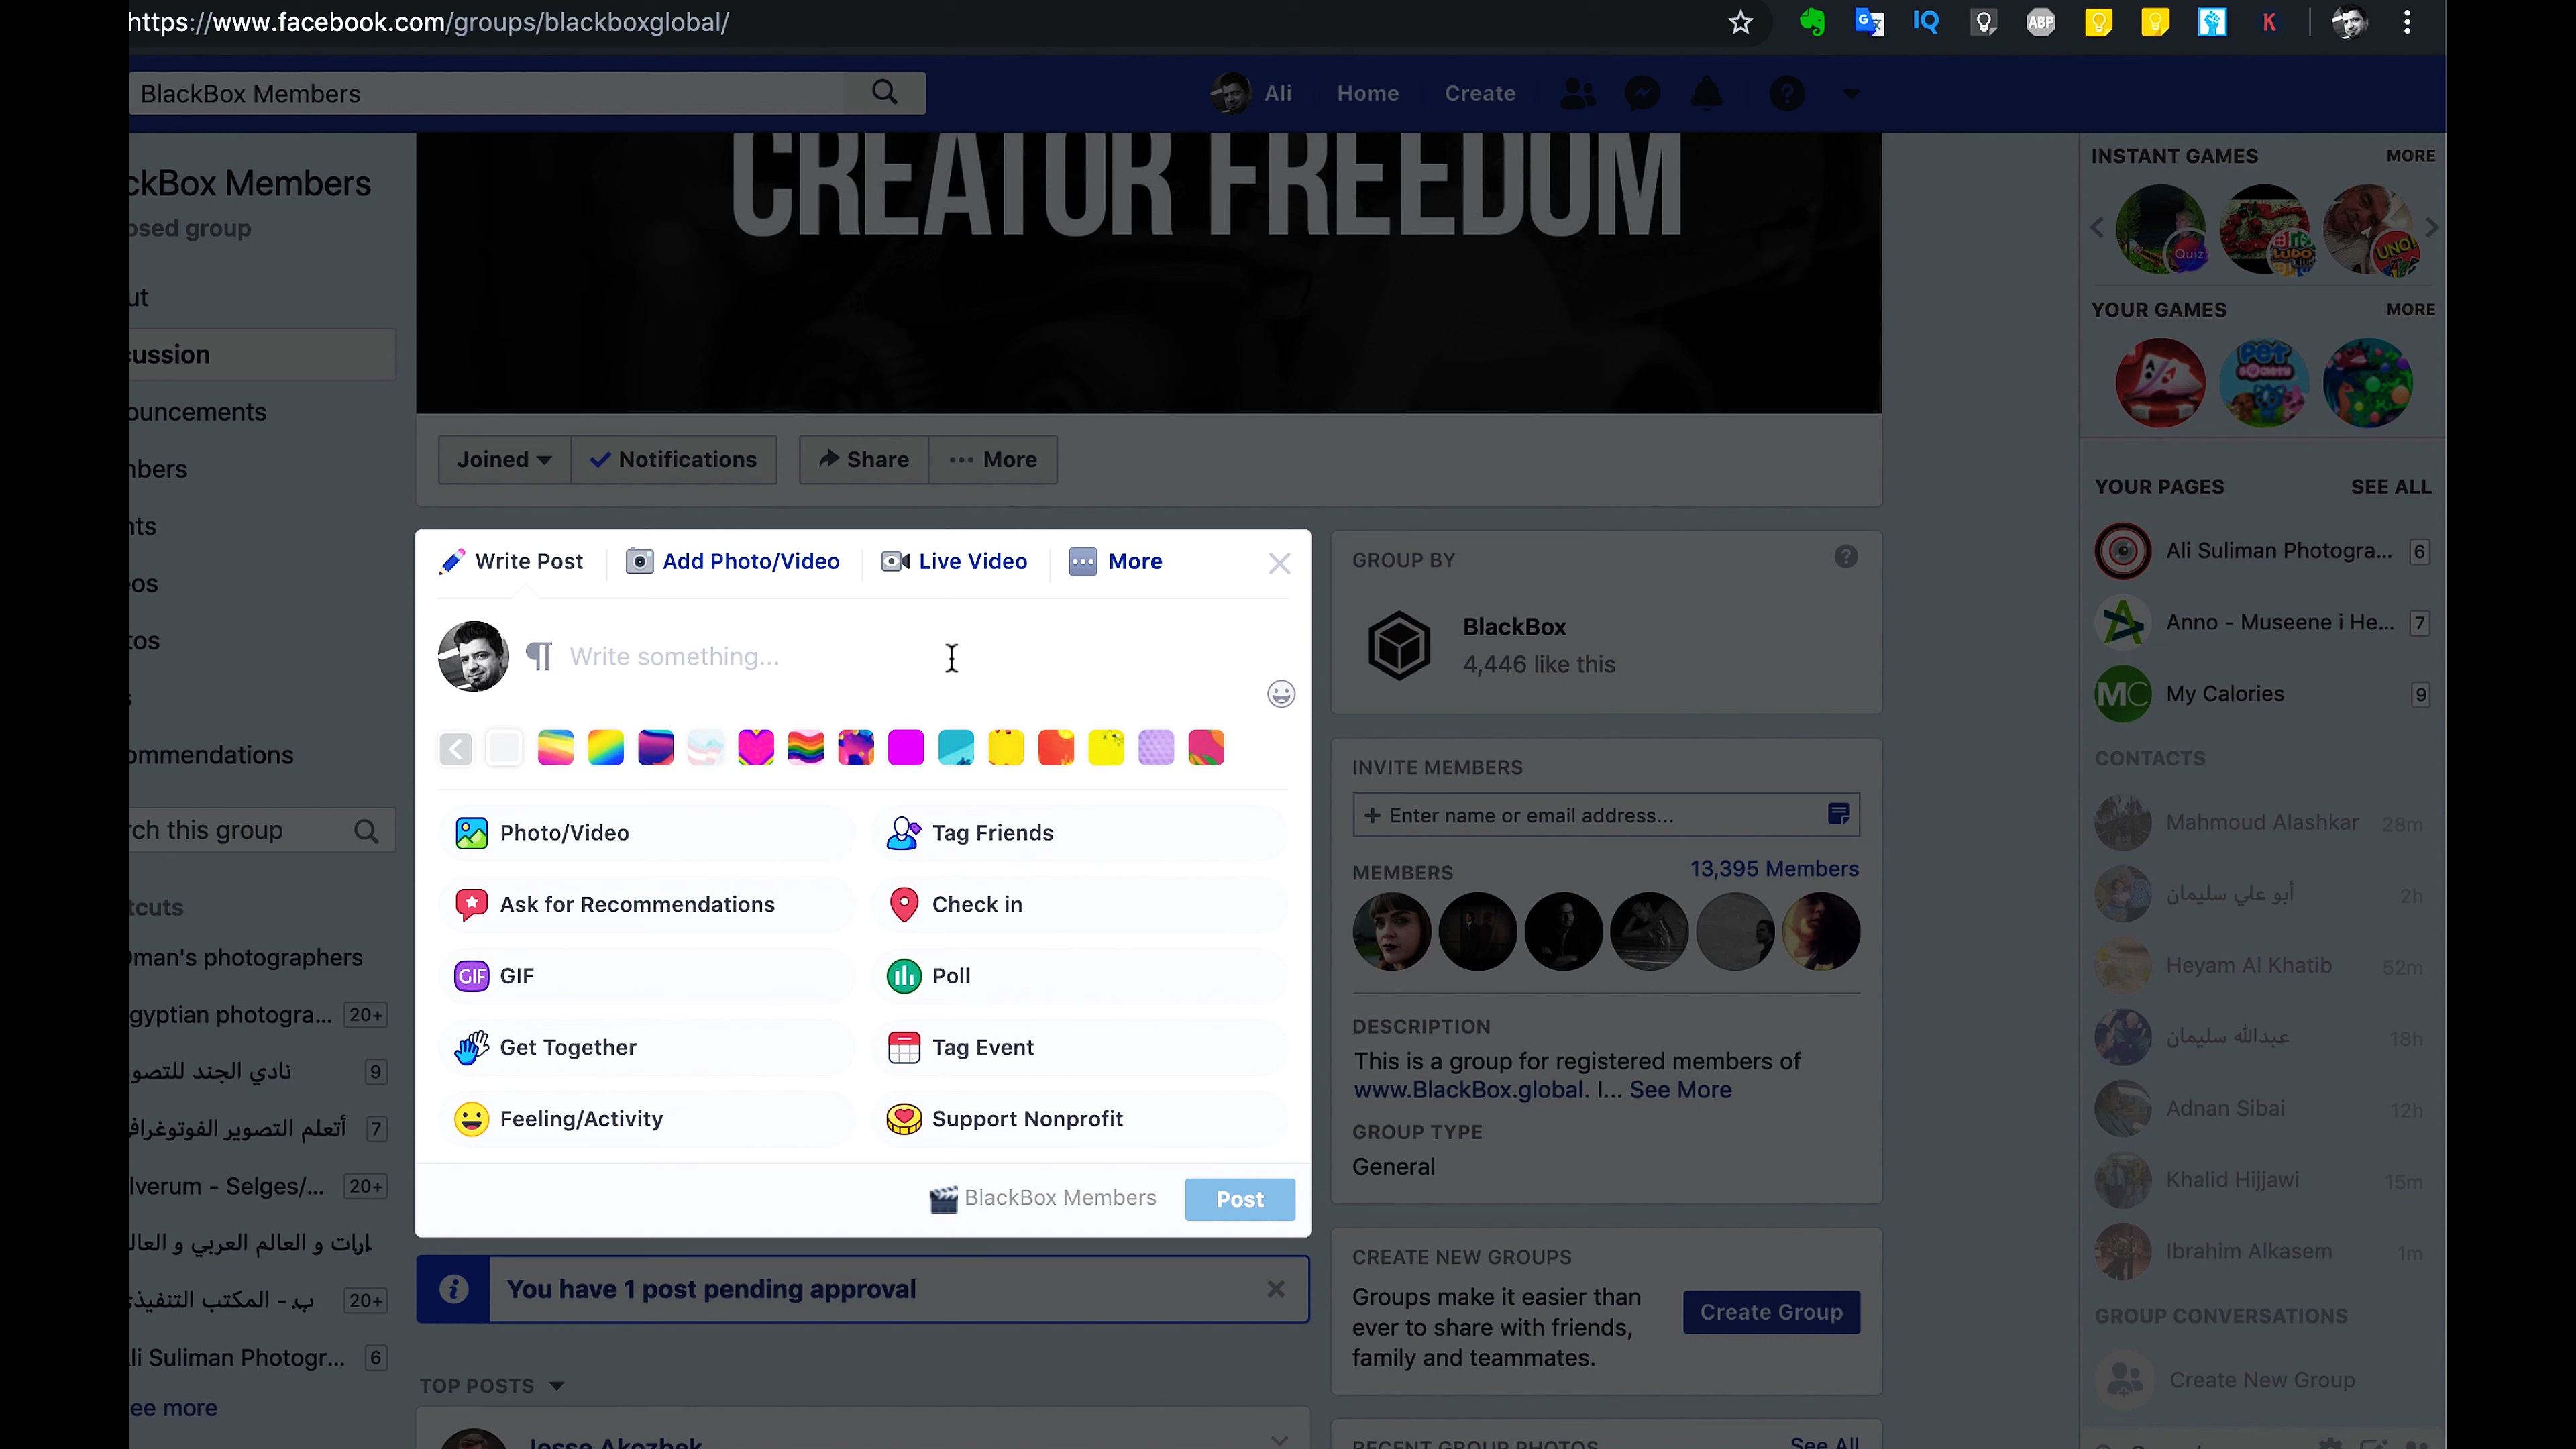 https://www.facebook.com/groups/blackboxglobal/
IQ
ABP
K
BlackBox Members
Ali
Home
Create
CREATOR FREEDOM
ckBox Members
osed group
ut
cussion
ouncements
mbers
nts
eos
tos
s
ommendations
rch this group
tcuts
man's photographers
gyptian photogra... 20+
نادي الجند للتصور 9
أتعلم التصوير الفوتوغراف 7
lverum - Selges/... 20+
ارات و العالم العربي و العال
ب - المكتب التنفيذ 20+
li Suliman Photogr... 6
ee more
Joined
Notifications
Share
More
Write Post
Add Photo/Video
Live Video
More
Write something...
Photo/Video
Tag Friends
Ask for Recommendations
Check in
GIF GIF
Poll
Get Together
Tag Event
Feeling/Activity
Support Nonprofit
BlackBox Members
Post
You have 1 post pending approval
TOP POSTS
Jesse Akozbek
GROUP BY
BlackBox
4,446 like this
INVITE MEMBERS
+ Enter name or email address...
MEMBERS
13,395 Members
DESCRIPTION
This is a group for registered members of
www.BlackBox.global. I... See More
GROUP TYPE
General
CREATE NEW GROUPS
Groups make it easier than
ever to share with friends,
family and teammates.
Create Group
RECENT GROUP PHOTOS
See All
INSTANT GAMES
MORE
Quiz
LUDO
UNO!
YOUR GAMES
MORE
Pet
SOCIETY
YOUR PAGES
SEE ALL
Ali Suliman Photogra... 6
Anno - Museene i He... 7
MC My Calories 9
CONTACTS
Mahmoud Alashkar 28m
أبو علي سليمان 2h
Heyam Al Khatib 52m
عبدالله سليمان 18h
Adnan Sibai 12h
Khalid Hijjawi 15m
Ibrahim Alkasem 1m
GROUP CONVERSATIONS
Create New Group